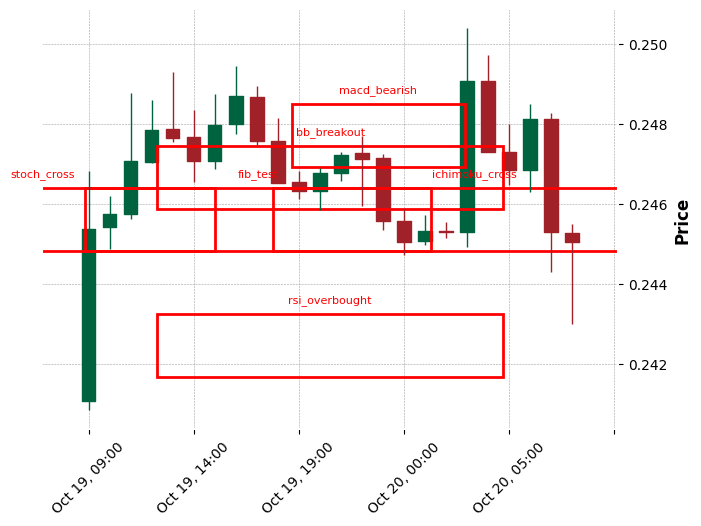 0.250
macd_bearish
0.248
bb_breakout
stoch_cross
fib_test
ichimoku_cross
0.246
Price
0.244
rsi_overbought
0.242
Oct 19, 09:00
Oct 19, 14:00
Oct 19, 19:00
Oct 20, 00:00
Oct 20, 05:00